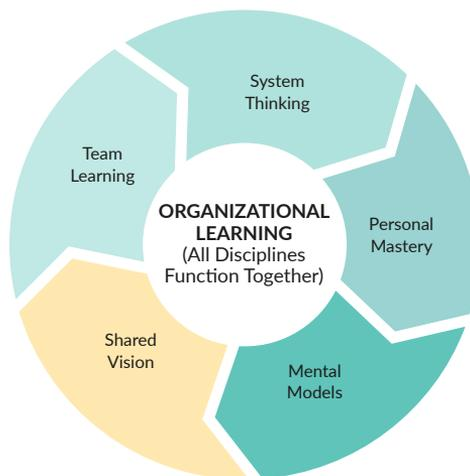 System
Thinking
Team
Learning
ORGANIZATIONAL
LEARNING
(All Disciplines
Function Together)
Personal
Mastery
Shared
Vision
Mental
Models